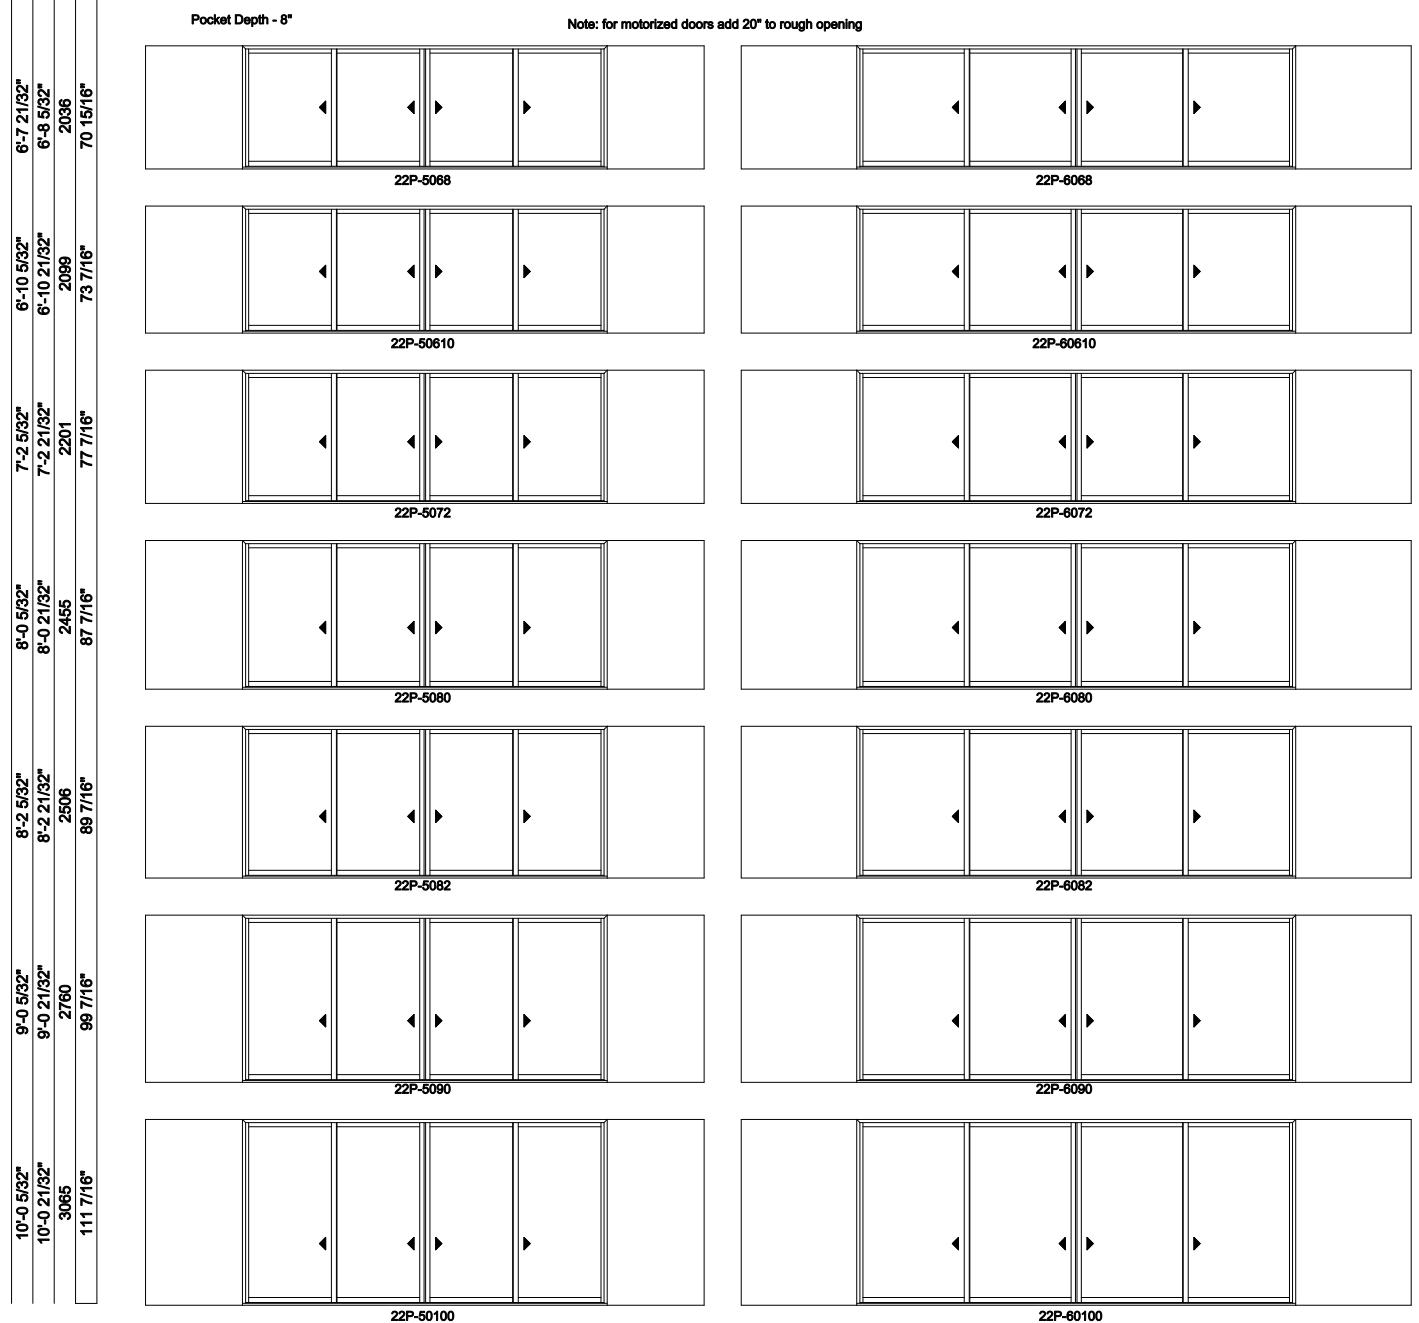 Pocket Depth - 8"
Note: for motorized doors add 20" to rough opening
6'-7 21/32"
6'-8 5/32"
2036
70 15/16"
22P-5068
22P-6068
6'-10 5/32"
6'-10 21/32"
2099
73 7/16"
22P-50610
22P-60610
7'-2 5/32"
7'-2 21/32"
2201
77 7/16"
22P-5072
22P-6072
8'-0 5/32"
8'-0 21/32"
2455
87 7/16"
22P-5080
22P-6080
8'-2 5/32"
8'-2 21/32"
2506
89 7/16"
22P-5082
22P-6082
9'-0 5/32"
9'-0 21/32"
2760
99 7/16"
22P-5090
22P-6090
10'-0 5/32"
10'-0 21/32"
3065
111 7/16"
22P-50100
22P-60100